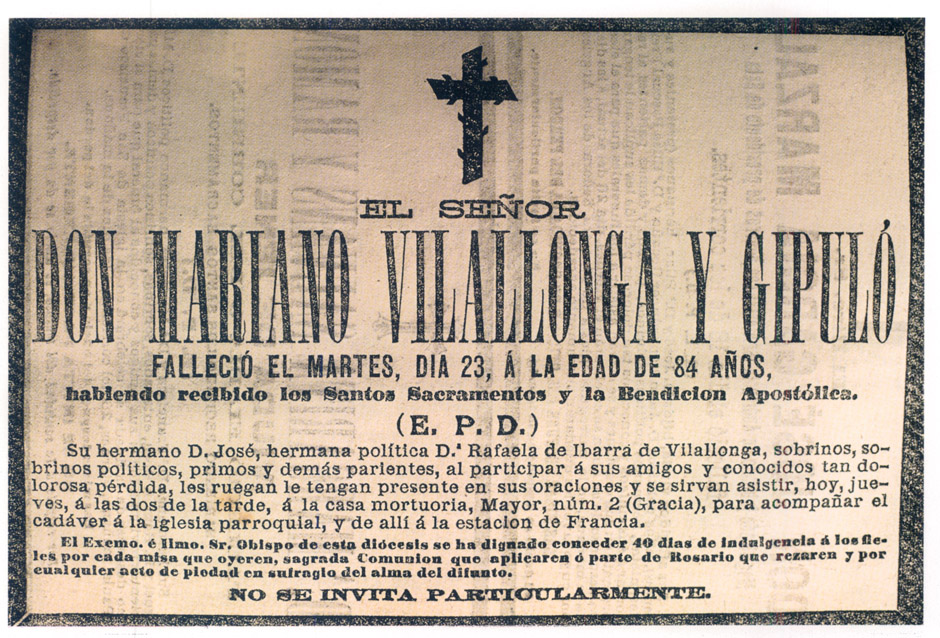 EL SEÑOR
DON MARIANO VILALLONGA Y GIPULÓ
FALLECIÓ EL MARTES, DIA 23, Á LA EDAD DE 84 AÑOS,
habiendo recibido los Santos Sacramentos y la Bendicion Apostólica.
(E. P. D.)
Su hermano D. José, hermana política D.ª Rafaela de Ibarra de Vilallonga, sobrinos, so-
brinos políticos, primos y demás parientes, al participar á sus amigos y conocidos tan do-
lorosa pérdida, les ruegan le tengan presente en sus oraciones y se sirvan asistir, hoy, jue-
ves, á las dos de la tarde, á la casa mortuoria, Mayor, núm. 2 (Gracia), para acompañar el
cadáver á la iglesia parroquial, y de allí á la estacion de Francia.
El Exemo. é Ilmo. Sr. Obispo de esta diócesis se ha dignado conceder 40 dias de indulgencia á los fie-
les por cada misa que oyeren, sagrada Comunion que aplicaren ó parte de Rosario que rezaren y por
cualquier acto de piedad en sufragio del alma del difunto.
NO SE INVITA PARTICULARMENTE.